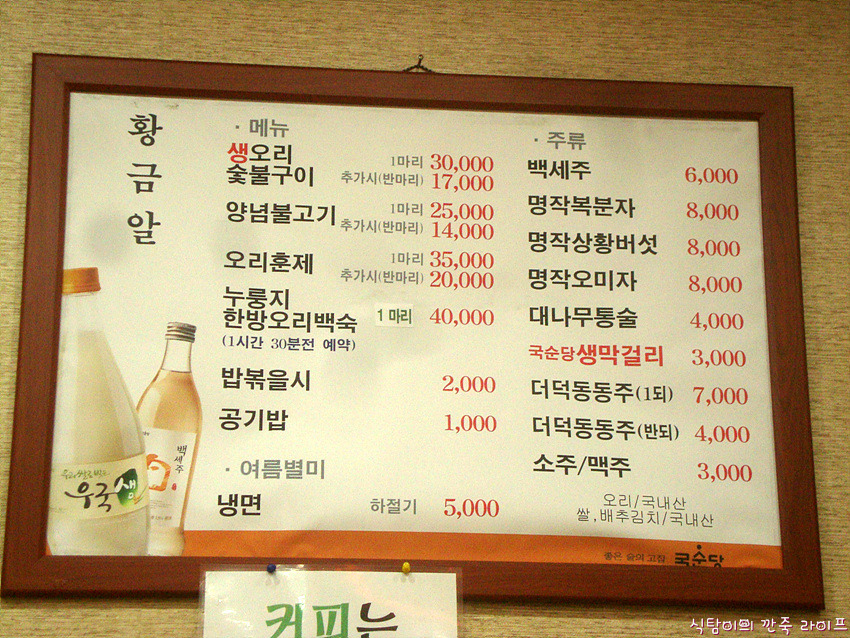 황금알
· 메뉴
생오리
숯불구이 1마리 30,000
추가시(반마리) 17,000
양념불고기 1마리 25,000
추가시(반마리) 14,000
오리훈제 1마리 35,000
추가시(반마리) 20,000
누룽지
한방오리백숙 1 마리 40,000
(1시간 30분전 예약)
밥볶을시 2,000
공기밥 1,000
· 여름별미
냉면 하절기 5,000
· 주류
백세주 6,000
명작복분자 8,000
명작상황버섯 8,000
명작오미자 8,000
대나무통술 4,000
국순당생막걸리 3,000
더덕동동주(1되) 7,000
더덕동동주(반되) 4,000
소주/맥주 3,000
오리/국내산
쌀,배추김치/국내산
좋은 술의 고장 국순당
우국생
백세주
커피는
식탐이의 깐죽 라이프